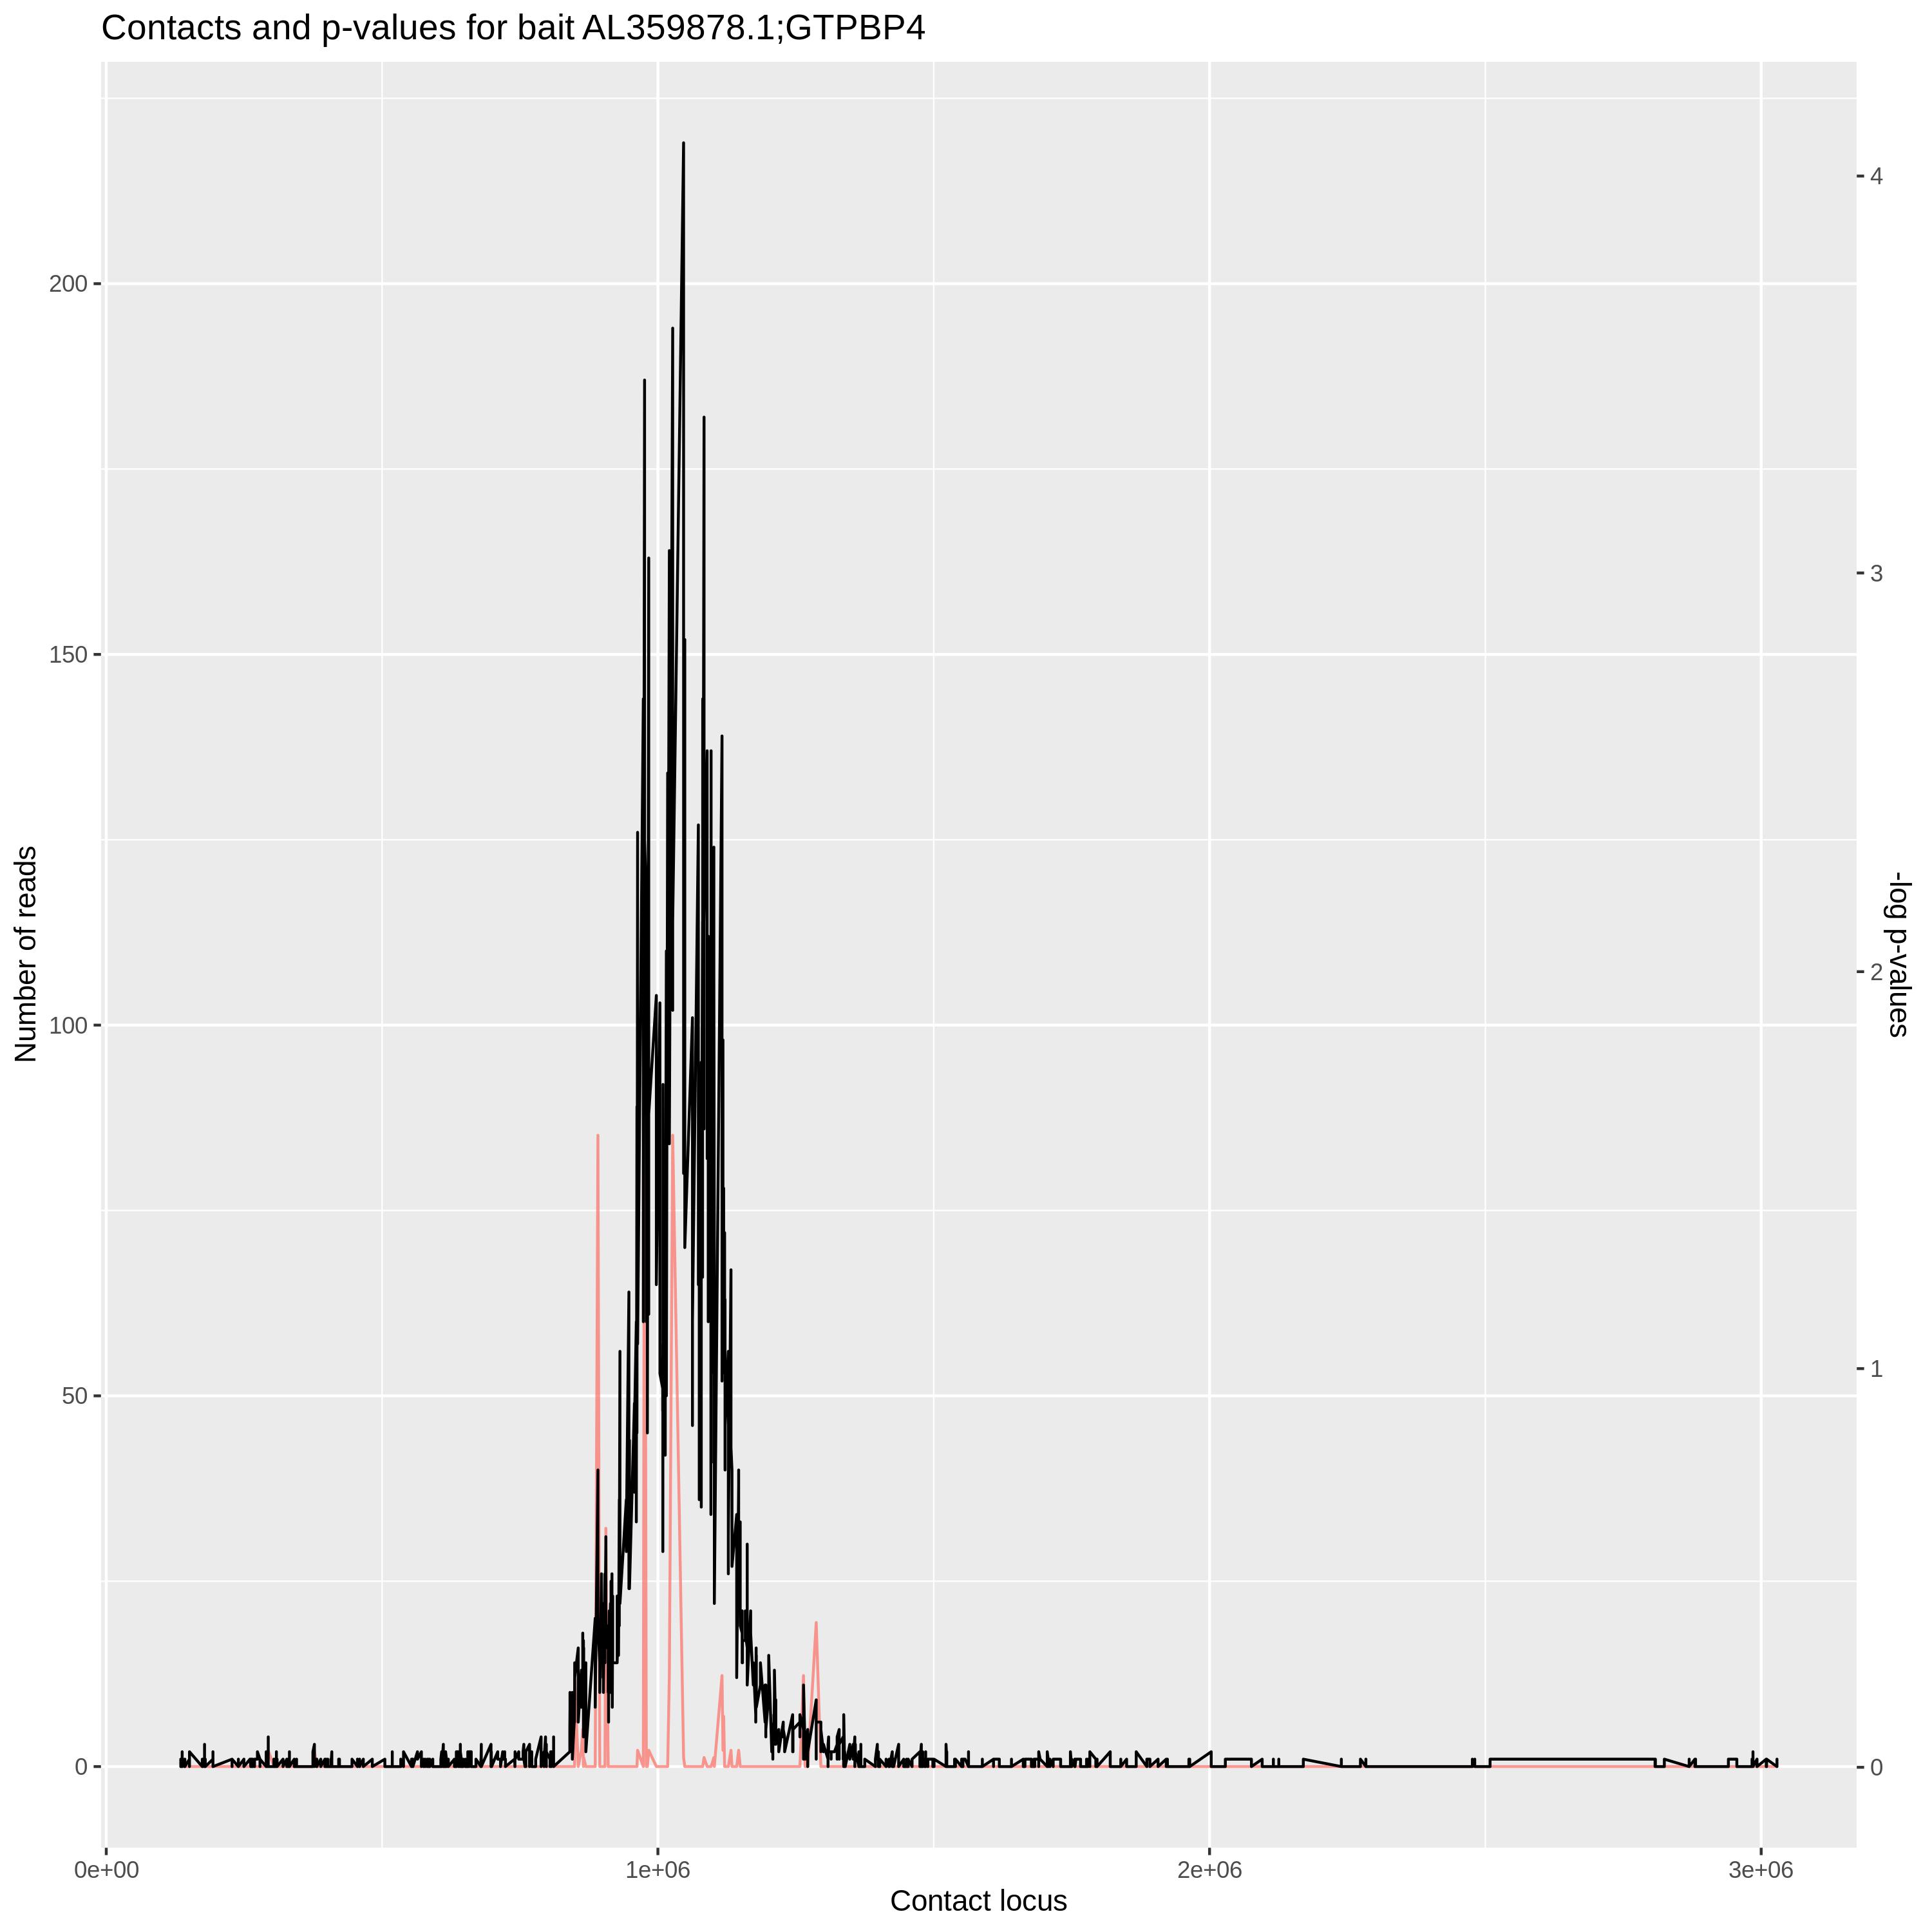 Contacts and p-values for bait AL359878.1;GTPBP4
Number of reads
200
150
100
50
0
4
3
2
1
0
-log p-values
0e+00
1e+06
2e+06
3e+06
Contact locus